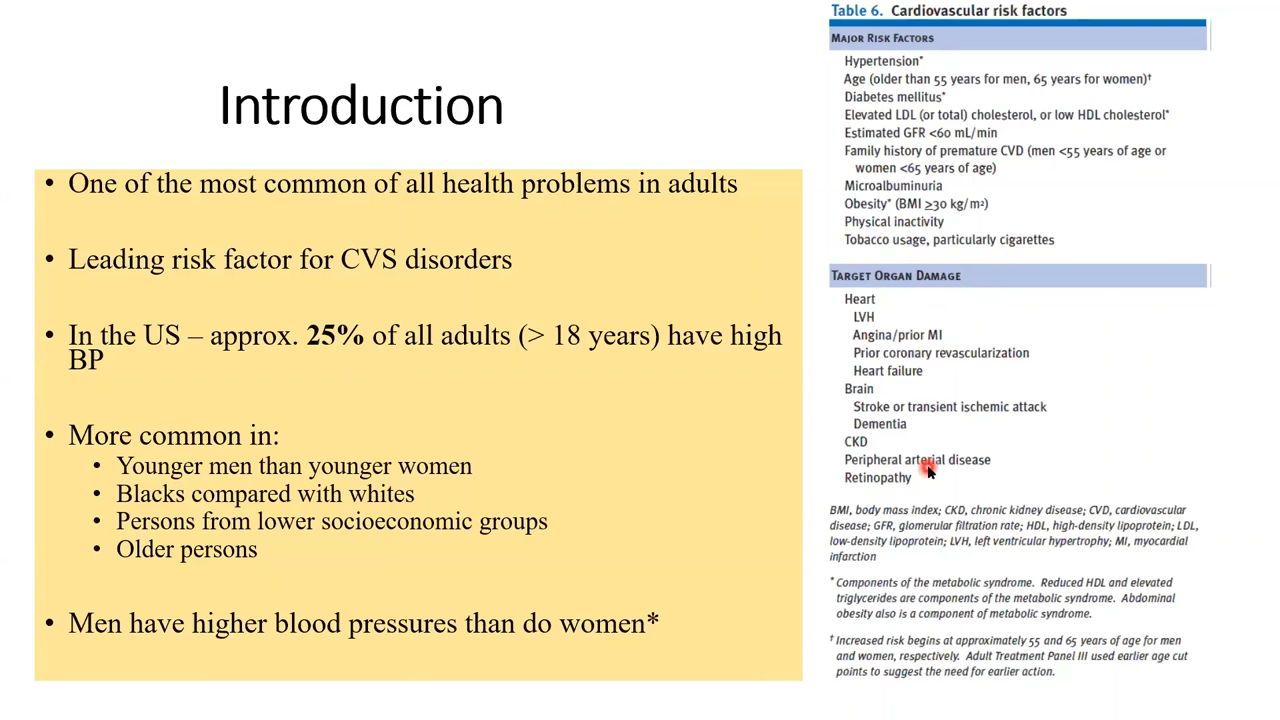 Introduction
• One of the most common of all health problems in adults
• Leading risk factor for CVS disorders
• In the US – approx. 25% of all adults (> 18 years) have high
BP
• More common in:
• Younger men than younger women
• Blacks compared with whites
• Persons from lower socioeconomic groups
• Older persons
• Men have higher blood pressures than do women*
Table 6. Cardiovascular risk factors
MAJOR RISK FACTORS
Hypertension*
Age (older than 55 years for men, 65 years for women)†
Diabetes mellitus*
Elevated LDL (or total) cholesterol, or low HDL cholesterol*
Estimated GFR <60 mL/min
Family history of premature CVD (men <55 years of age or
women <65 years of age)
Microalbuminuria
Obesity* (BMI ≥30 kg/m²)
Physical inactivity
Tobacco usage, particularly cigarettes
TARGET ORGAN DAMAGE
Heart
LVH
Angina/prior MI
Prior coronary revascularization
Heart failure
Brain
Stroke or transient ischemic attack
Dementia
CKD
Peripheral arterial disease
Retinopathy
BMI, body mass index; CKD, chronic kidney disease; CVD, cardiovascular
disease; GFR, glomerular filtration rate; HDL, high-density lipoprotein; LDL,
low-density lipoprotein; LVH, left ventricular hypertrophy; MI, myocardial
infarction
* Components of the metabolic syndrome. Reduced HDL and elevated
triglycerides are components of the metabolic syndrome. Abdominal
obesity also is a component of metabolic syndrome.
† Increased risk begins at approximately 55 and 65 years of age for men
and women, respectively. Adult Treatment Panel III used earlier age cut
points to suggest the need for earlier action.